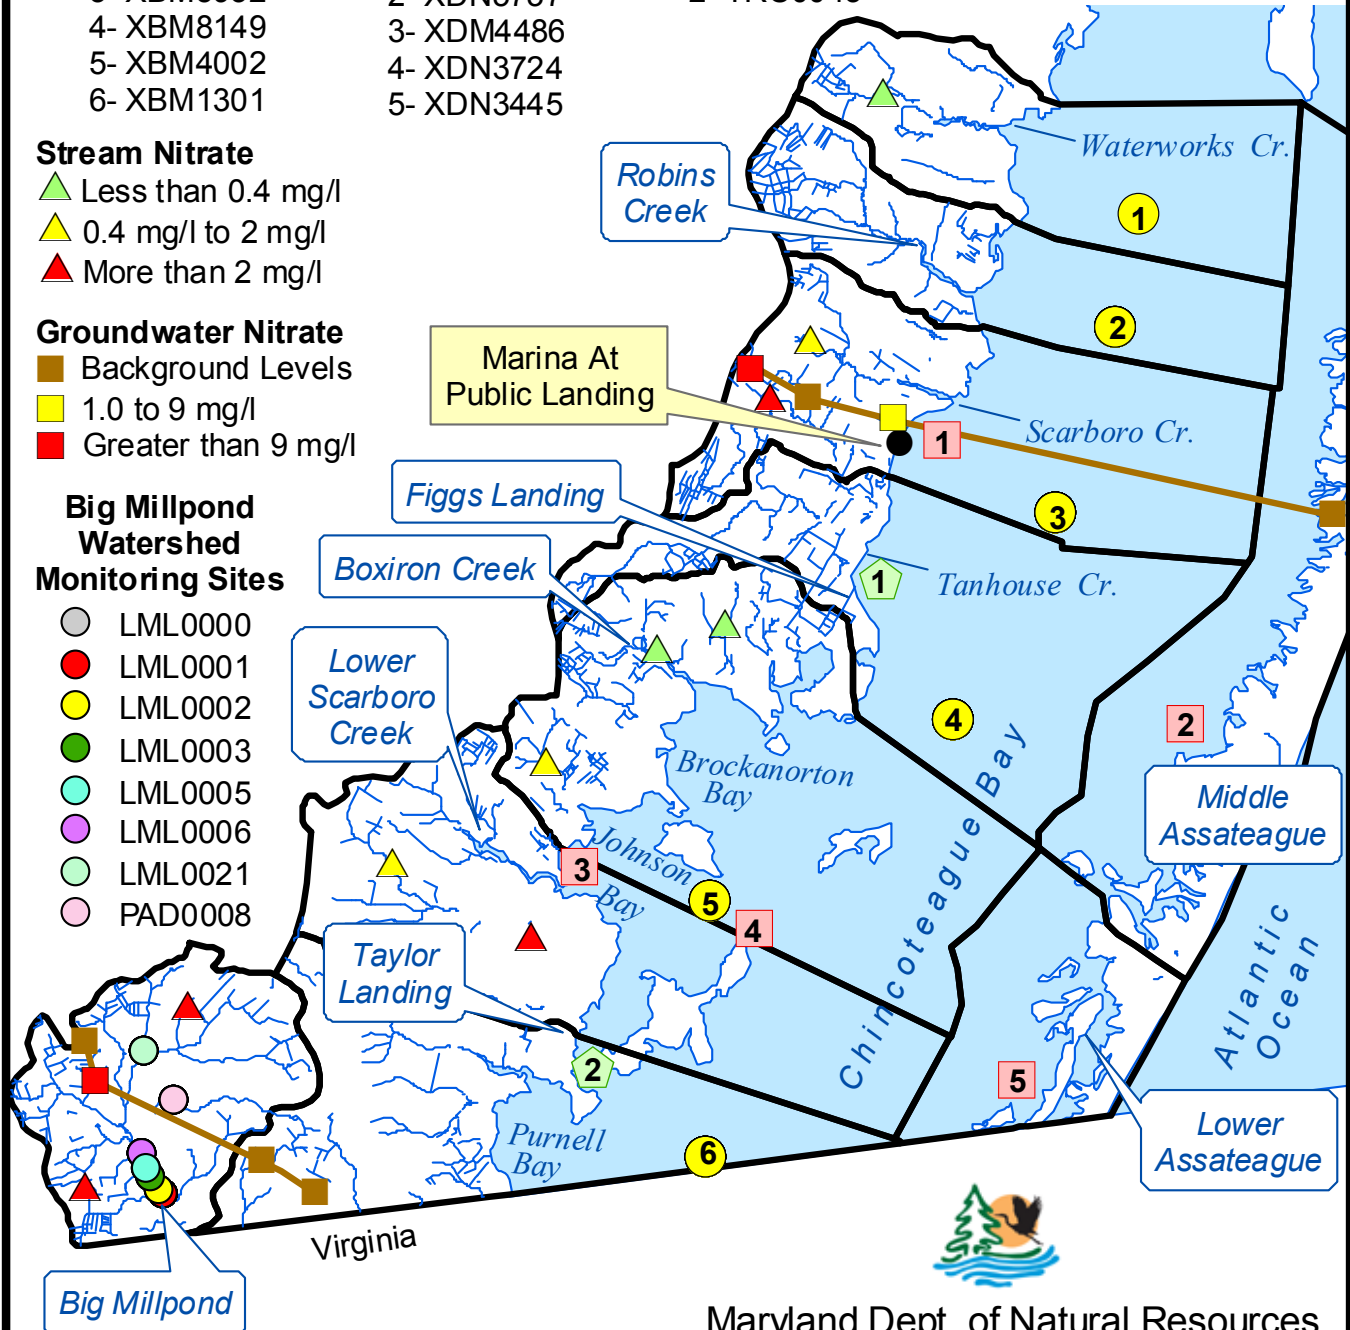 4- XBM8149
5- XBM4002
6- XBM1301
3- XDM4486
4- XDN3724
5- XDN3445
Stream Nitrate
Less than 0.4 mg/l
0.4 mg/l to 2 mg/l
More than 2 mg/l
Groundwater Nitrate
Background Levels
1.0 to 9 mg/l
Greater than 9 mg/l
Big Millpond
Watershed
Monitoring Sites
LML0000
LML0001
LML0002
LML0003
LML0005
LML0006
LML0021
PAD0008
Waterworks Cr.
Robins
Creek
1
2
Marina At
Public Landing
Scarboro Cr.
1
3
Figgs Landing
Boxiron Creek
1
Tanhouse Cr.
Lower
Scarboro
Creek
4
2
Brockanorton
Bay
Middle
Assateague
Johnson
Bay
3
5
4
Chincoteague Bay
Atlantic
Ocean
Taylor
Landing
2
5
Purnell
Bay
6
Lower
Assateague
Virginia
Big Millpond
Maryland Dept. of Natural Resources